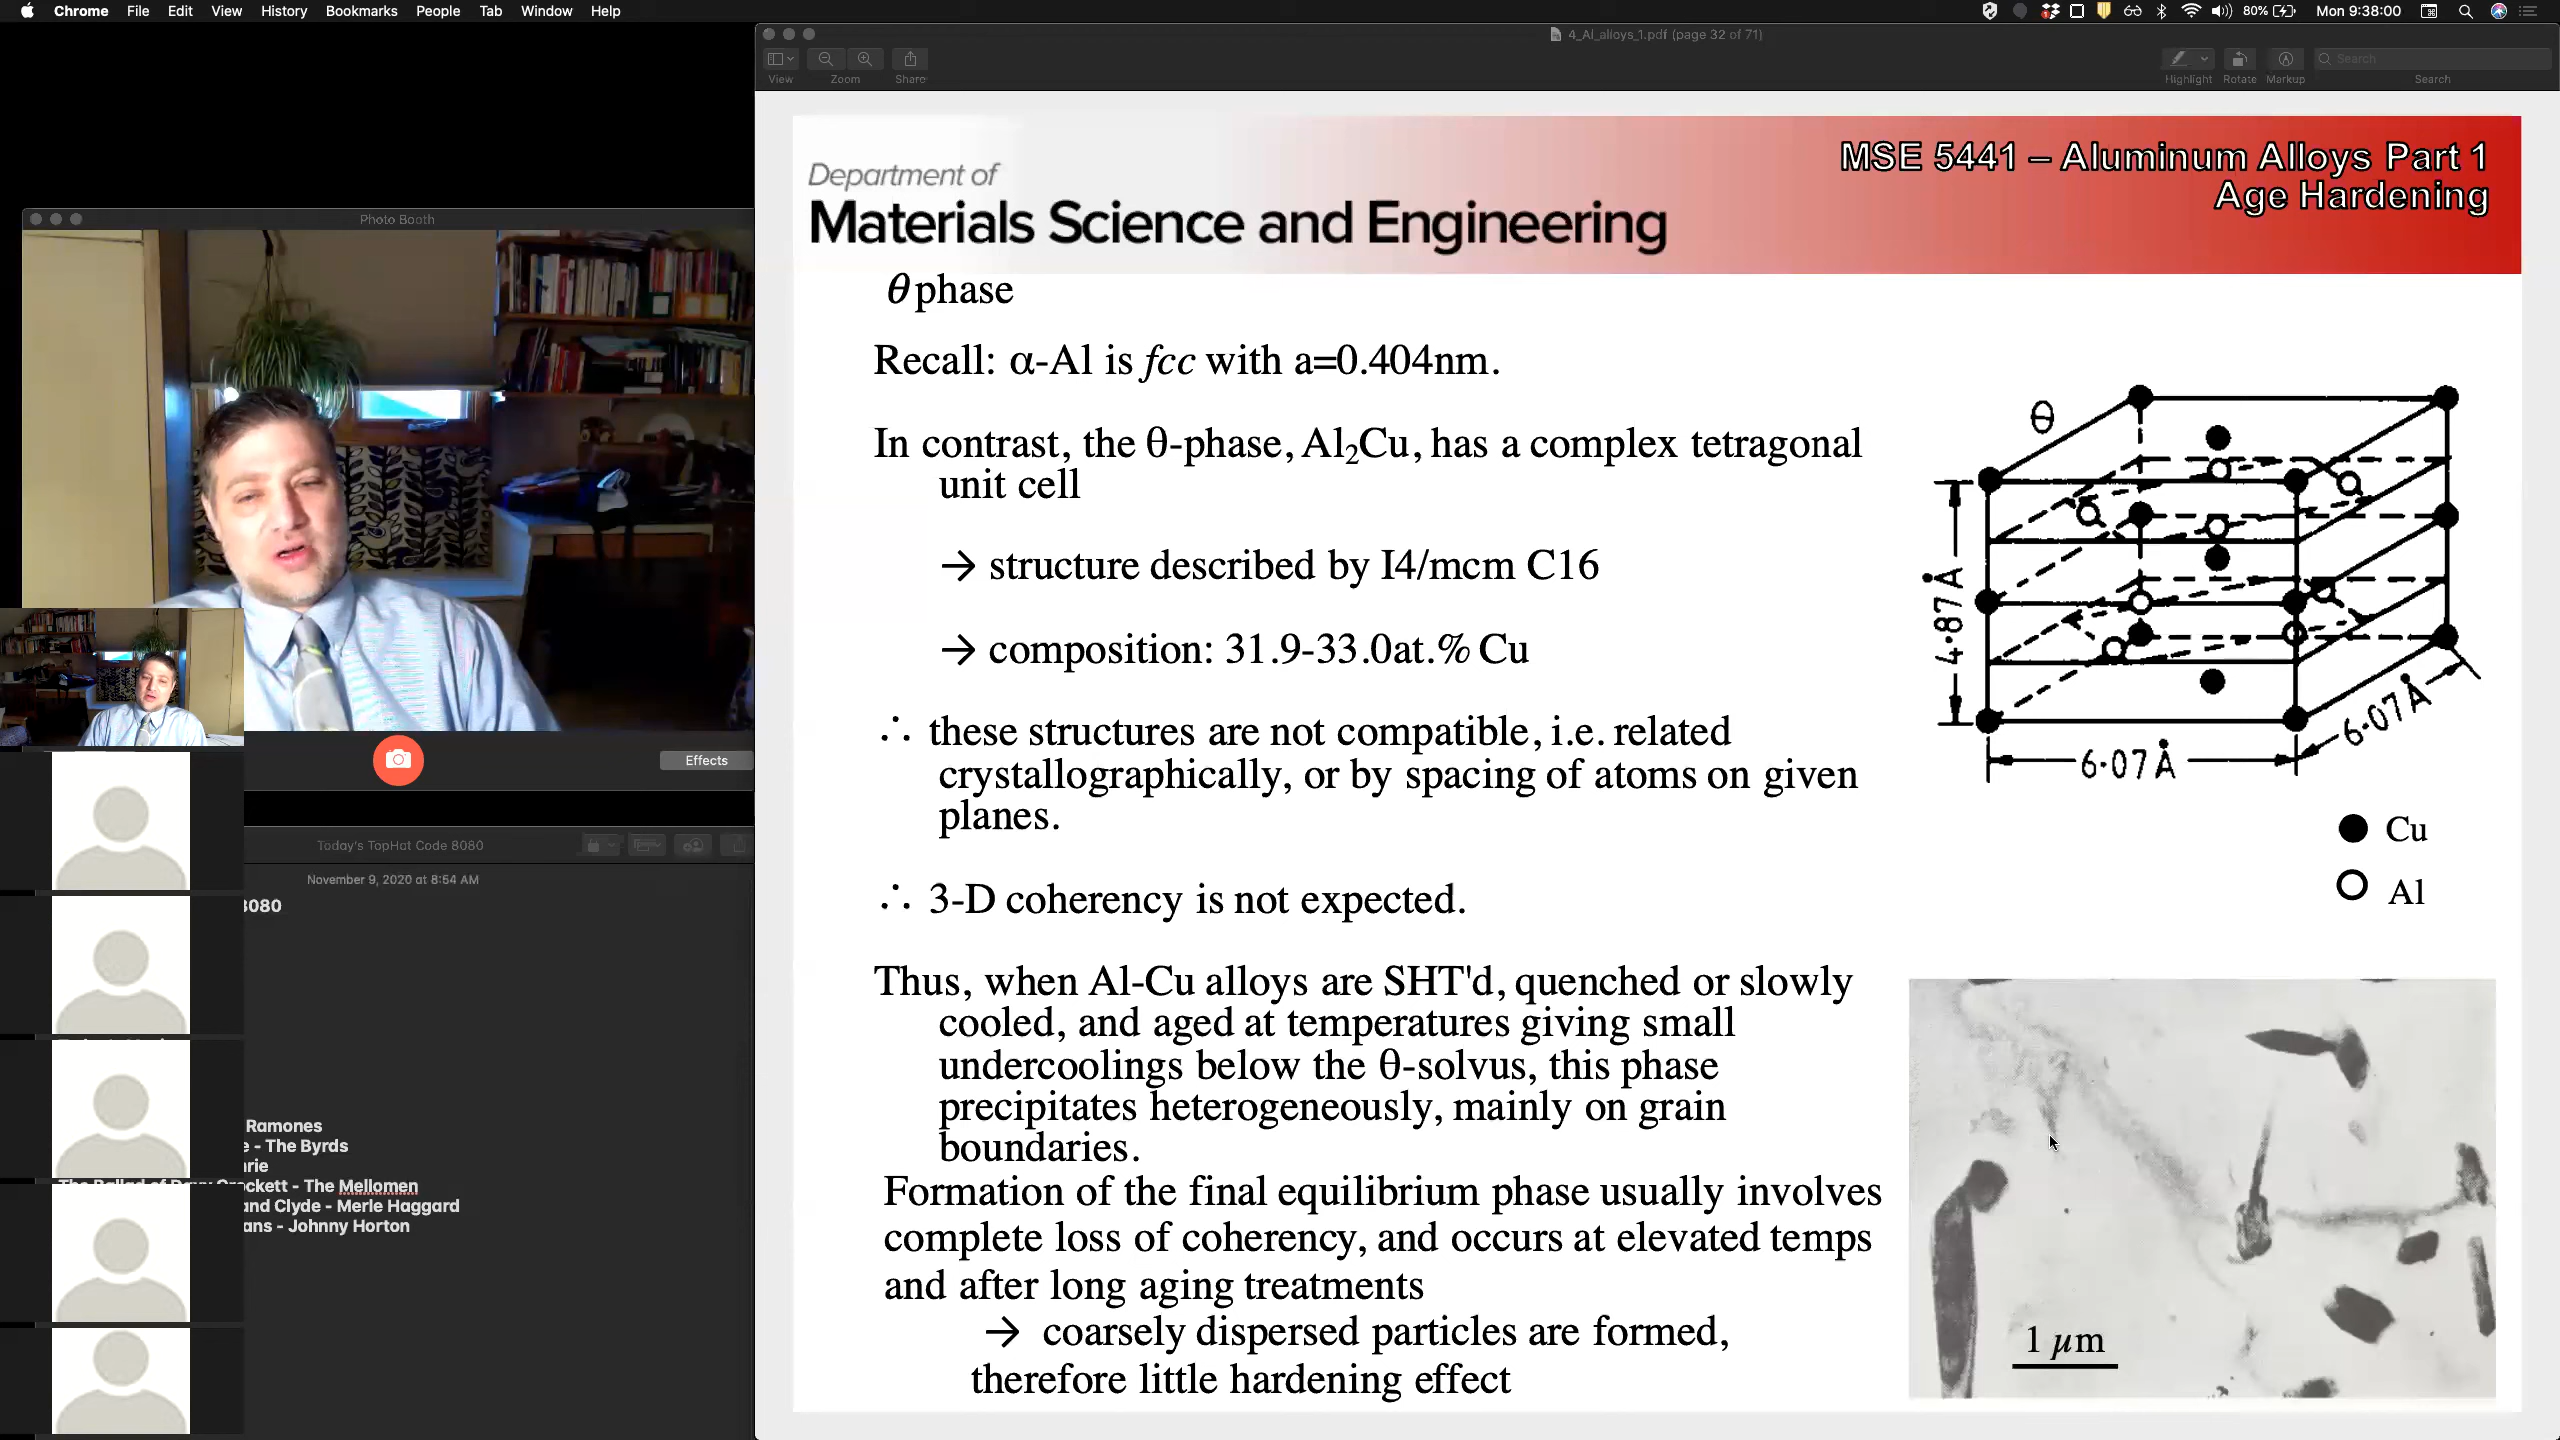 Chrome File Edit View History Bookmarks People Tab Window Help
80% Mon 9:38:00
4_Al_alloys_1.pdf (page 32 of 71)
View Zoom Share Highlight Rotate Markup Search
Search
Department of
Materials Science and Engineering
MSE 5441 – Aluminum Alloys Part 1
Age Hardening
θ phase
Recall: α-Al is fcc with a=0.404nm.
In contrast, the θ-phase, Al₂Cu, has a complex tetragonal
unit cell
→ structure described by I4/mcm C16
→ composition: 31.9-33.0at.% Cu
∴ these structures are not compatible, i.e. related
crystallographically, or by spacing of atoms on given
planes.
∴ 3-D coherency is not expected.
Thus, when Al-Cu alloys are SHT'd, quenched or slowly
cooled, and aged at temperatures giving small
undercoolings below the θ-solvus, this phase
precipitates heterogeneously, mainly on grain
boundaries.
Formation of the final equilibrium phase usually involves
complete loss of coherency, and occurs at elevated temps
and after long aging treatments
→ coarsely dispersed particles are formed,
therefore little hardening effect
θ
4·87Å
6·07Å
6·07Å
Cu
Al
1 μm
Photo Booth
Effects
Today's TopHat Code 8080
November 9, 2020 at 8:54 AM
8080
Ramones
e - The Byrds
hrie
The Ballad of Davy Crockett - The Mellomen
and Clyde - Merle Haggard
ans - Johnny Horton